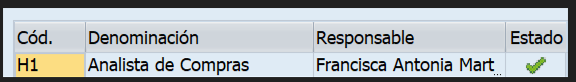 Cód. Denominación Responsable Estado
H1 Analista de Compras Francisca Antonia Mart...